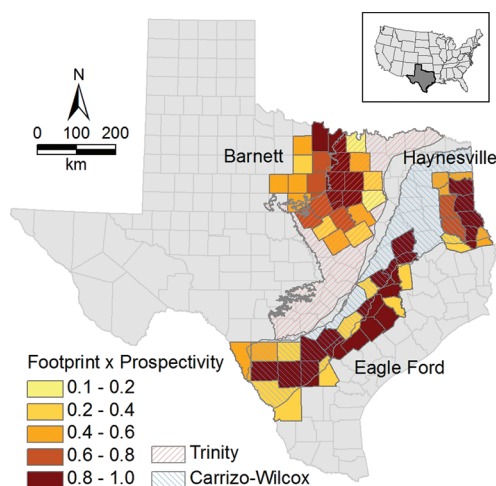 N
0 100 200
km
Barnett
Haynesville
Eagle Ford
Footprint x Prospectivity
0.1 - 0.2
0.2 - 0.4
0.4 - 0.6
0.6 - 0.8
0.8 - 1.0
Trinity
Carrizo-Wilcox